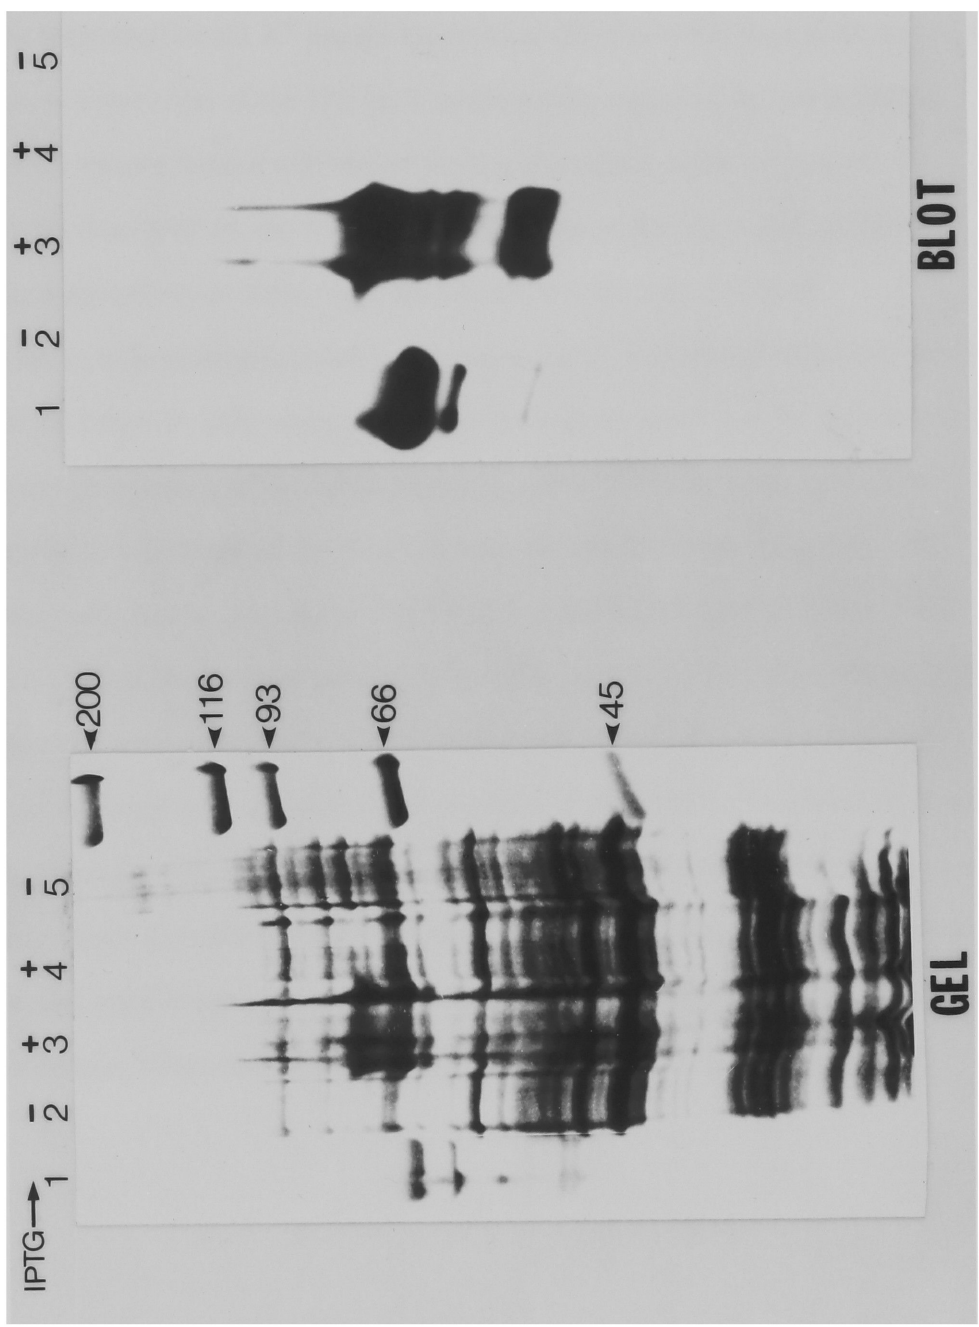 IPTG→ − + + − − + + −
1 2 3 4 5 1 2 3 4 5
◄200
◄116
◄93
◄66
◄45
GEL BLOT